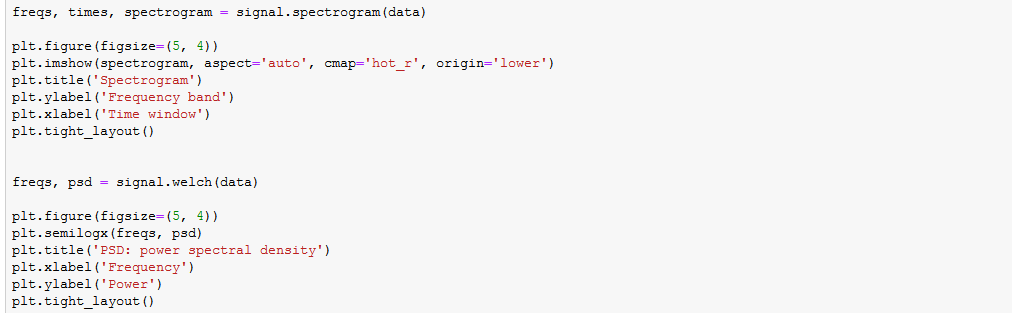 freqs, times, spectrogram = signal.spectrogram(data)
plt.figure(figsize=(5, 4))
plt.imshow(spectrogram, aspect='auto', cmap='hot_r', origin='lower')
plt.title('Spectrogram')
plt.ylabel('Frequency band')
plt.xlabel('Time window')
plt.tight_layout()
freqs, psd = signal.welch(data)
plt.figure(figsize=(5, 4))
plt.semilogx(freqs, psd)
plt.title('PSD: power spectral density')
plt.xlabel('Frequency')
plt.ylabel('Power')
plt.tight_layout()